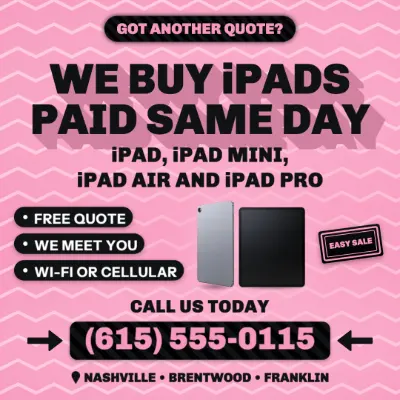 GOT ANOTHER QUOTE?
WE BUY iPADS
PAID SAME DAY
iPAD, iPAD MINI,
iPAD AIR AND iPAD PRO
• FREE QUOTE
• WE MEET YOU
• WI-FI OR CELLULAR
EASY SALE
CALL US TODAY
(615) 555-0115
NASHVILLE • BRENTWOOD • FRANKLIN